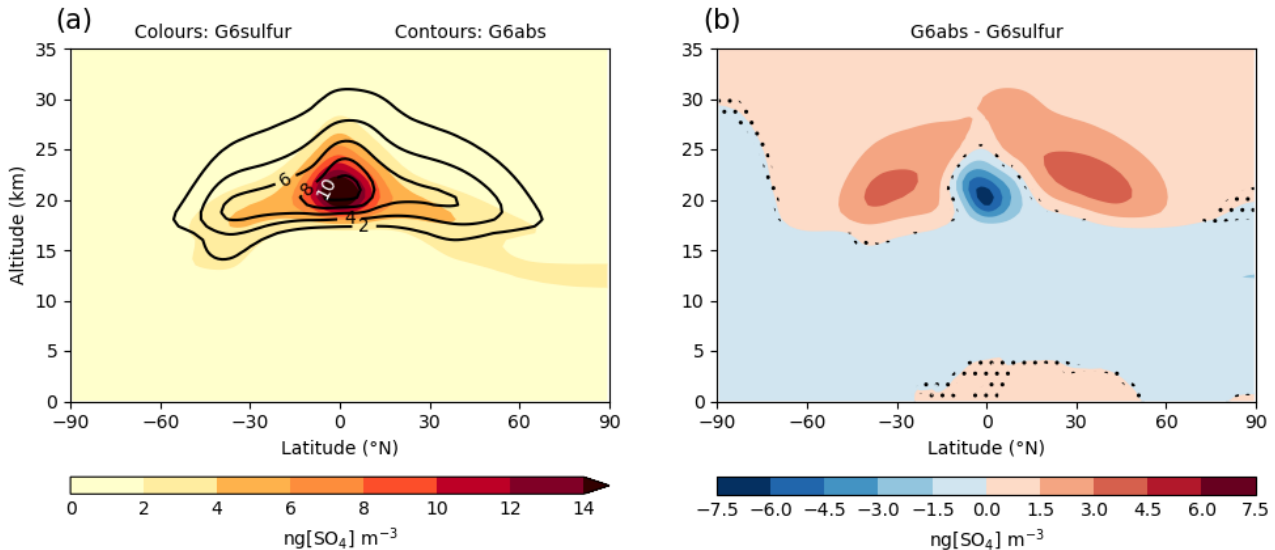 (a)
Colours: G6sulfur Contours: G6abs
35
30
25
20
15
10
5
0
Altitude (km)
6
8
10
4
2
−90 −60 −30 0 30 60 90
Latitude (°N)
0 2 4 6 8 10 12 14
ng[SO₄] m⁻³
(b)
G6abs - G6sulfur
35
30
25
20
15
10
5
0
−90 −60 −30 0 30 60 90
Latitude (°N)
−7.5 −6.0 −4.5 −3.0 −1.5 0.0 1.5 3.0 4.5 6.0 7.5
ng[SO₄] m⁻³